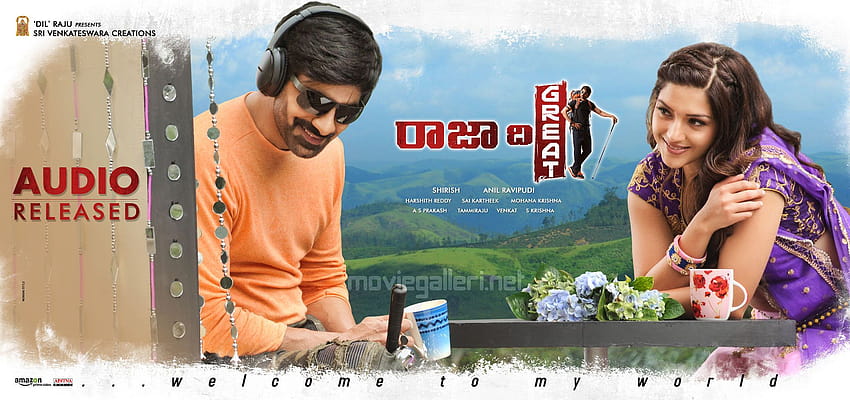 'DIL' RAJU PRESENTS
SRI VENKATESWARA CREATIONS
AUDIO
RELEASED
రాజా ది GREAT
SHIRISH ANIL RAVIPUDI
HARSHITH REDDY SAI KARTHEEK MOHANA KRISHNA
A S PRAKASH TAMMIRAJU VENKAT S KRISHNA
moviegalleri.net
amazon
...welcome to my world